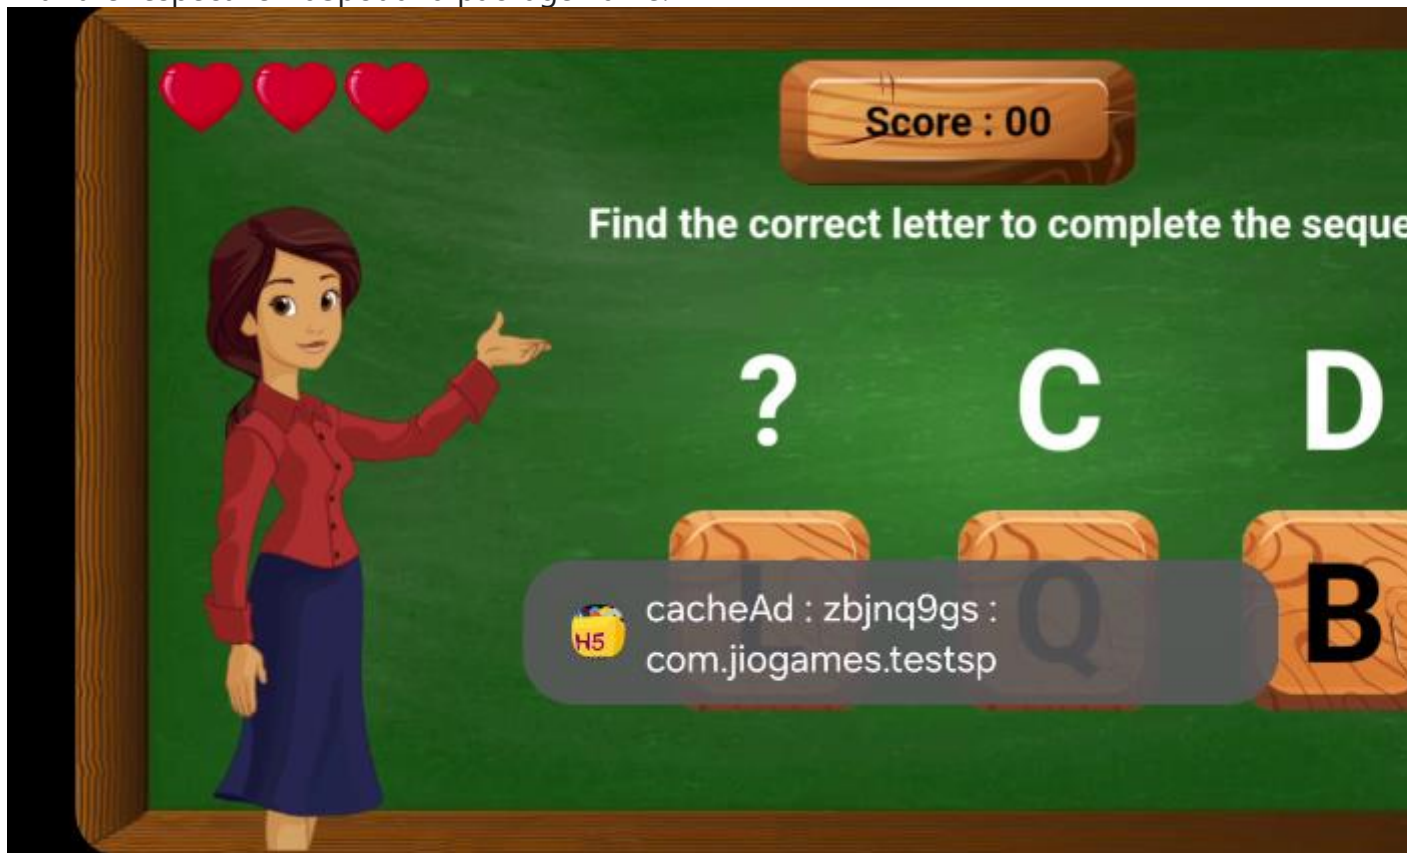 Score : 00
Find the correct letter to complete the seque
? C D
L Q B
H5
cacheAd : zbjnq9gs :
com.jiogames.testsp